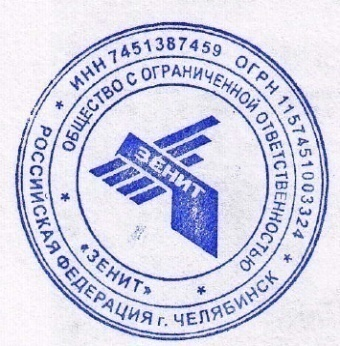 * ИНН 7451387459 ОГРН 1157451003324 *
РОССИЙСКАЯ ФЕДЕРАЦИЯ г. ЧЕЛЯБИНСК
* ОБЩЕСТВО С ОГРАНИЧЕННОЙ ОТВЕТСТВЕННОСТЬЮ *
«ЗЕНИТ»
ЗЕНИТ